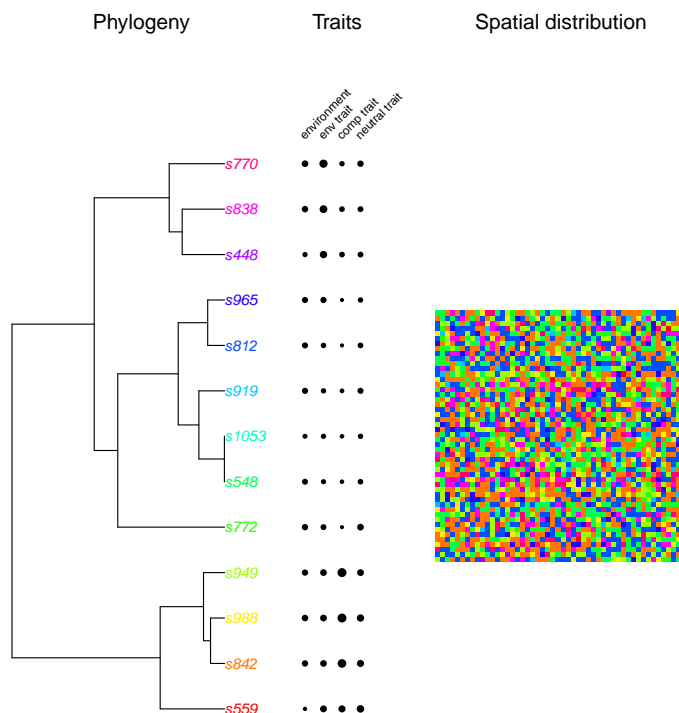 Phylogeny
Traits
Spatial distribution
environment
env trait
comp trait
neutral trait
s770
s838
s448
s965
s812
s919
s1053
s548
s772
s949
s988
s842
s559